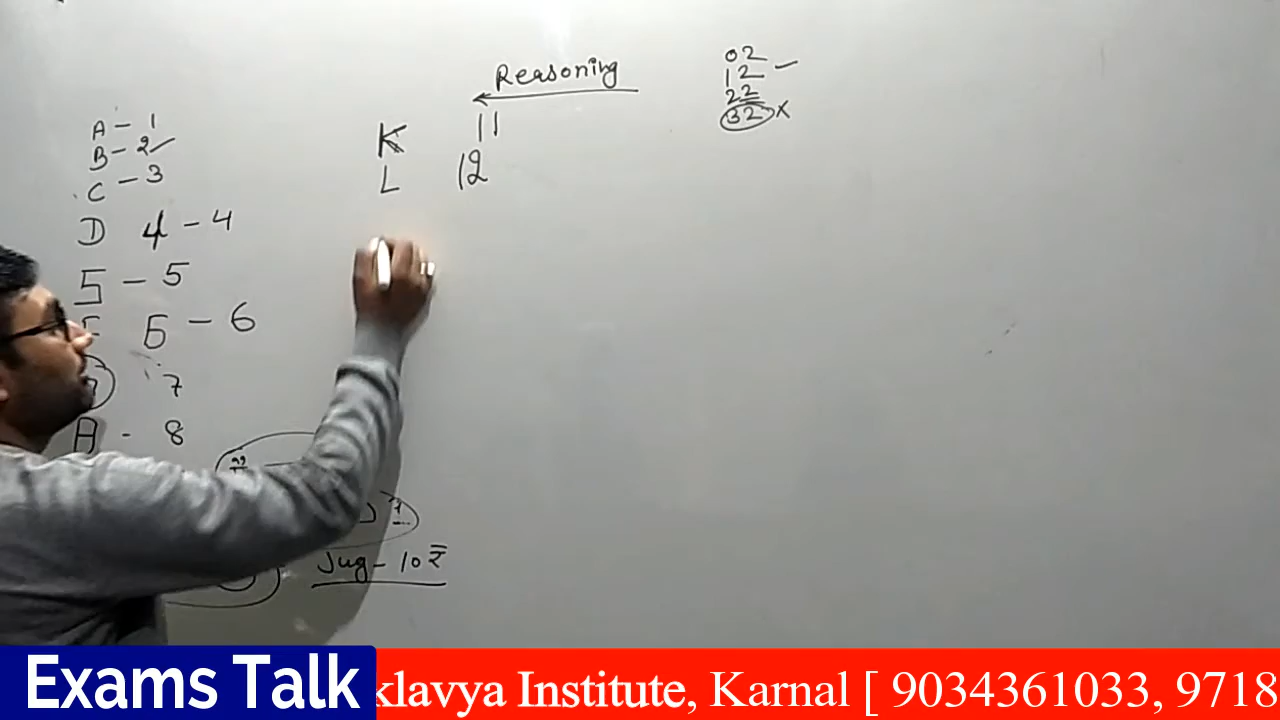 Reasoning
02
12 –
22
32 x
A – 1
B – 2 ✓
C – 3
D 4 – 4
5 – 5
6 – 6
7
A - 8
K 11
L 12
Jug – 10 ₹
Exams Talk
klavya Institute, Karnal [ 9034361033, 9718